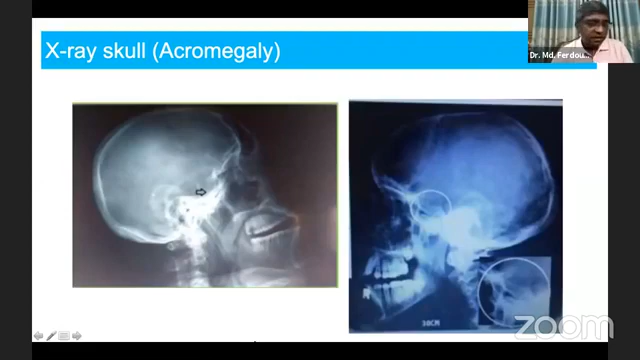 X-ray skull (Acromegaly)
Dr. Md. Ferdou
R
30CM
zoom